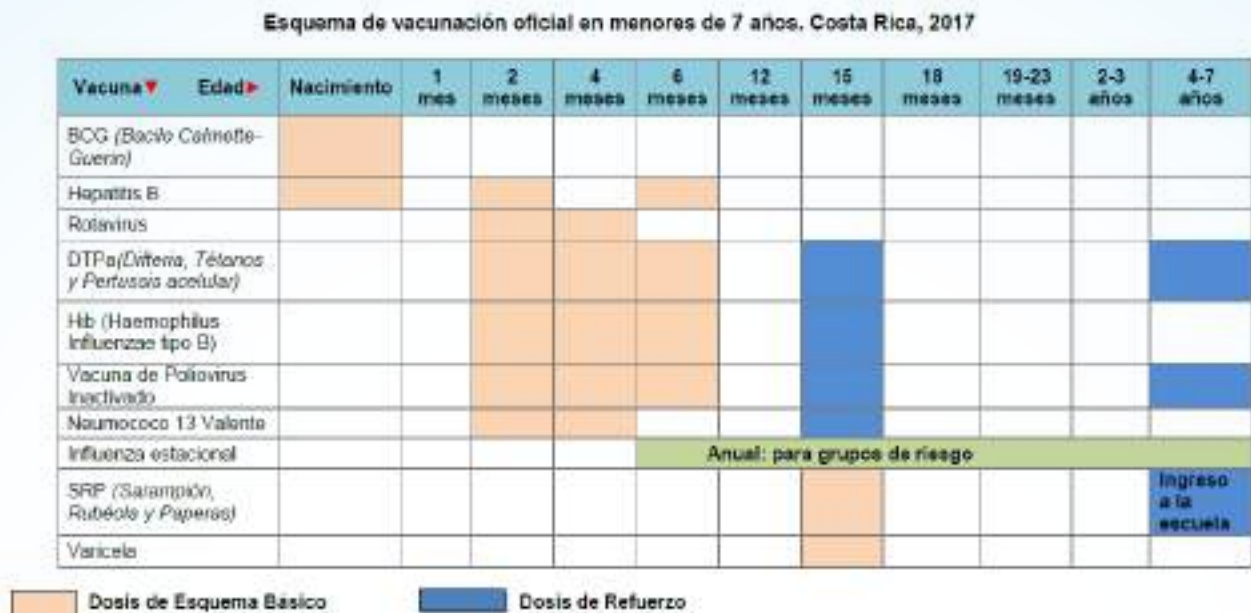 Esquema de vacunación oficial en menores de 7 años. Costa Rica, 2017
Vacuna▼ Edad► Nacimiento 1 mes 2 meses 4 meses 6 meses 12 meses 15 meses 18 meses 19-23 meses 2-3 años 4-7 años
BCG (Bacilo Calmette-
Guerin)
Hepatitis B
Rotavirus
DTPa(Difteria, Tétanos
y Pertussis acelular)
Hib (Haemophilus
Influenzae tipo B)
Vacuna de Poliovirus
Inactivado
Neumococo 13 Valente
Influenza estacional Anual: para grupos de riesgo
SRP (Sarampión,
Rubéola y Paperas)
Ingreso
a la
escuela
Varicela
Dosis de Esquema Básico Dosis de Refuerzo